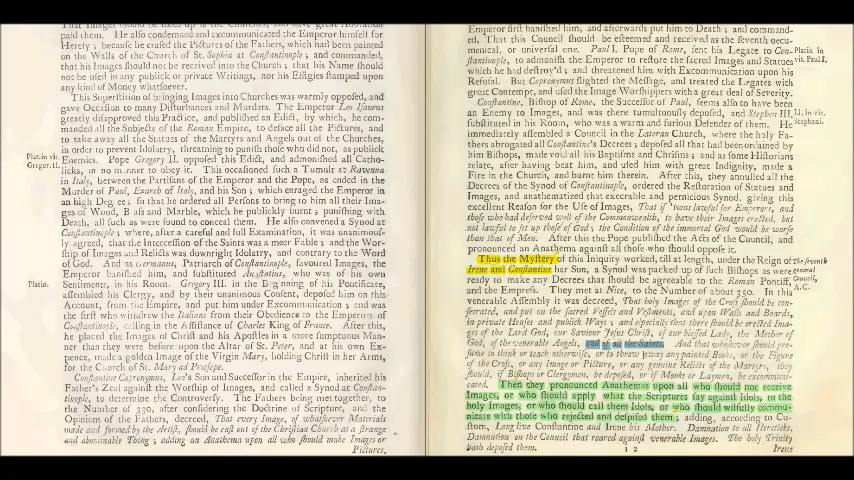 That Images should be fixed up in the Churches, and have great Adoration
paid them. He also condemned and excommunicated the Emperor himself for
Heresy; because he erased the Pictures of the Fathers, which had been painted
on the Walls of the Church of St. Sophia at Constantinople; and commanded,
that his Images should not be received into the Church; that his Name should
not be used in any publick or private Writings, nor his Effigies stamped upon
any kind of Money whatsoever.
This Superstition of bringing Images into Churches was warmly opposed, and
gave Occasion to many Disturbances and Murders. The Emperor Leo Isaurus
greatly disapproved this Practice, and published an Edict, by which, he com-
manded all the Subjects of the Roman Empire, to deface all the Pictures, and
to take away all the Statues of the Martyrs and Angels out of the Churches,
in order to prevent Idolatry, threatning to punish those who did not, as publick
Platin. in vit. Gregor. II.
Enemies. Pope Gregory II. opposed this Edict, and admonished all Catho-
licks, in no manner to obey it. This occasioned such a Tumult at Ravenna
in Italy, between the Partisans of the Emperor and the Pope, as ended in the
Murder of Paul, Exarch of Italy, and his Son; which enraged the Emperor in
an high Degree; so that he ordered all Persons to bring to him all their Ima-
ges of Wood, Brass and Marble, which he publickly burnt; punishing with
Death, all such as were found to conceal them. He also convened a Synod at
Constantinople; where, after a careful and full Examination, it was unanimous-
ly agreed, that the Intercession of the Saints was a meer Fable; and the Wor-
ship of Images and Relicts was downright Idolatry, and contrary to the Word
of God. And as Germanus, Patriarch of Constantinople, favoured Images, the
Emperor banished him, and substituted Anastatius, who was of his own
Platin.
Sentiments, in his Room. Gregory III. in the Beginning of his Pontificate,
assembled his Clergy, and by their unanimous Consent, deposed him on this
Account, from the Empire, and put him under Excommunication; and was
the first who withdrew the Italians from their Obedience to the Emperors of
Constantinople, calling in the Assistance of Charles King of France. After this,
he placed the Images of Christ and his Apostles in a more sumptuous Man-
ner than they were before upon the Altar of St. Peter, and at his own Ex-
pence, made a golden Image of the Virgin Mary, holding Christ in her Arms,
for the Church of St. Mary ad Præsepe.
Constantine Copronymus, Leo's Son and Successor in the Empire, inherited his
Father's Zeal against the Worship of Images, and called a Synod at Constan-
tinople, to determine the Controversy. The Fathers being met together, to
the Number of 330, after considering the Doctrine of Scripture, and the
Opinions of the Fathers, decreed, That every Image, of whatsoever Materials
made and formed by the Artist, should be cast out of the Christian Church as a strange
and abominable Thing; adding an Anathema upon all who should make Images or
Pictures,
Emperor first banished him, and afterwards put him to Death; and command-
ed, That this Council should be esteemed and received as the seventh oecu-
menical, or universal one. Paul I. Pope of Rome, sent his Legate to Con-
Platin in vit. Paul I.
stantinople, to admonish the Emperor to restore the sacred Images and Statues
which he had destroy'd; and threatened him with Excommunication upon his
Refusal. But Copronymus slighted the Message, and treated the Legates with
great Contempt, and used the Image Worshippers with a great deal of Severity.
Constantine, Bishop of Rome, the Successor of Paul, seems also to have been
an Enemy to Images, and was there tumultuously deposed, and Stephen III.
Id. in vit. Stephani.
substituted in his Room, who was a warm and furious Defender of them. He
immediately assembled a Council in the Lateran Church, where the holy Fa-
thers abrogated all Constantine's Decrees; deposed all that had been ordained by
him Bishops, made void all his Baptisms and Chrisms; and as some Historians
relate, after having beat him, and used him with great Indignity, made a
Fire in the Church, and burnt him therein. After this, they annulled all the
Decrees of the Synod of Constantinople, ordered the Restoration of Statues and
Images, and anathematized that execrable and pernicious Synod, giving this
excellent Reason for the Use of Images, That if 'twas lawful for Emperors, and
those who had deserved well of the Commonwealth, to have their Images erected, but
not lawful to set up those of God; the Condition of the immortal God would be worse
than that of Men. After this the Pope published the Acts of the Council, and
pronounced an Anathema against all those who should oppose it.
Thus the Mystery of this Iniquity worked, till at length, under the Reign of
The seventh general Council, A.C.
Irene and Constantine her Son, a Synod was packed up of such Bishops as were
ready to make any Decrees that should be agreeable to the Roman Pontiff
and the Empress. They met at Nice, to the Number of about 350. In this
venerable Assembly it was decreed, That holy Images of the Cross should be con-
secrated, and put on the sacred Vessels and Vestments, and upon Walls and Boards,
in private Houses and publick Ways; and especially that there should be erected Ima-
ges of the Lord God, our Saviour Jesus Christ, of our blessed Lady, the Mother of
God, of the venerable Angels, and of all the Saints. And that whosoever should pre-
sume to think or teach otherwise, or to throw away any painted Books, or the Figure
of the Cross, or any Image or Picture, or any genuine Relicts of the Martyrs, they
should, if Bishops or Clergymen, be deposed, or if Monks or Laymen, be excommuni-
cated. Then they pronounced Anathemas upon all who should not receive
Images, or who should apply what the Scriptures say against Idols, to the
holy Images, or who should call them Idols, or who should wilfully commu-
nicate with those who rejected and despised them; adding, according to Cu-
stom, Long live Constantine and Irene his Mother. Damnation to all Hereticks.
Damnation on the Council that roared against venerable Images. The holy Trinity
hath deposed them.
I 2
Irene